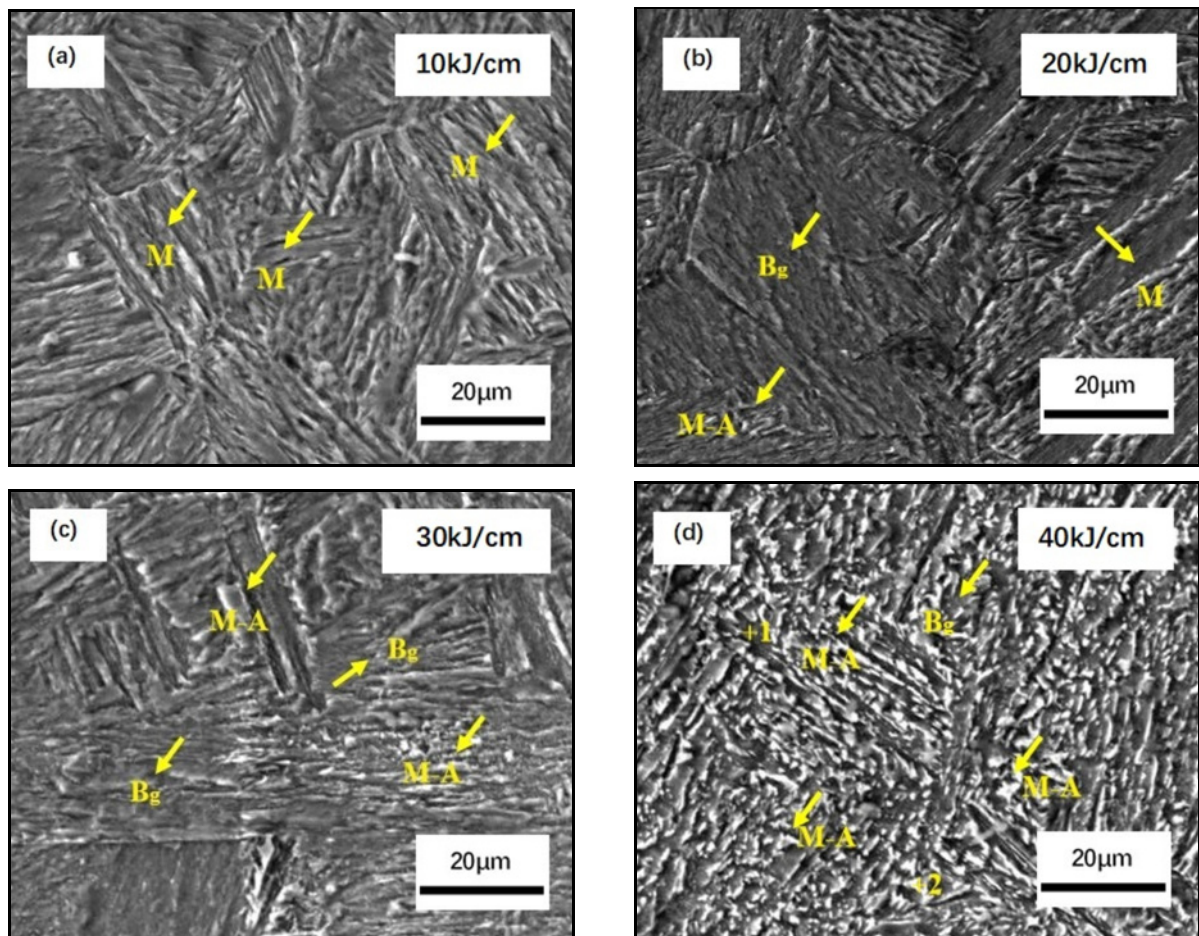 (a)
10kJ/cm
M
M
M
20μm
(b)
20kJ/cm
Bg
M
M-A
20μm
(c)
30kJ/cm
M-A
Bg
Bg
M-A
20μm
(d)
40kJ/cm
Bg
+1
M-A
M-A
M-A
+2
20μm